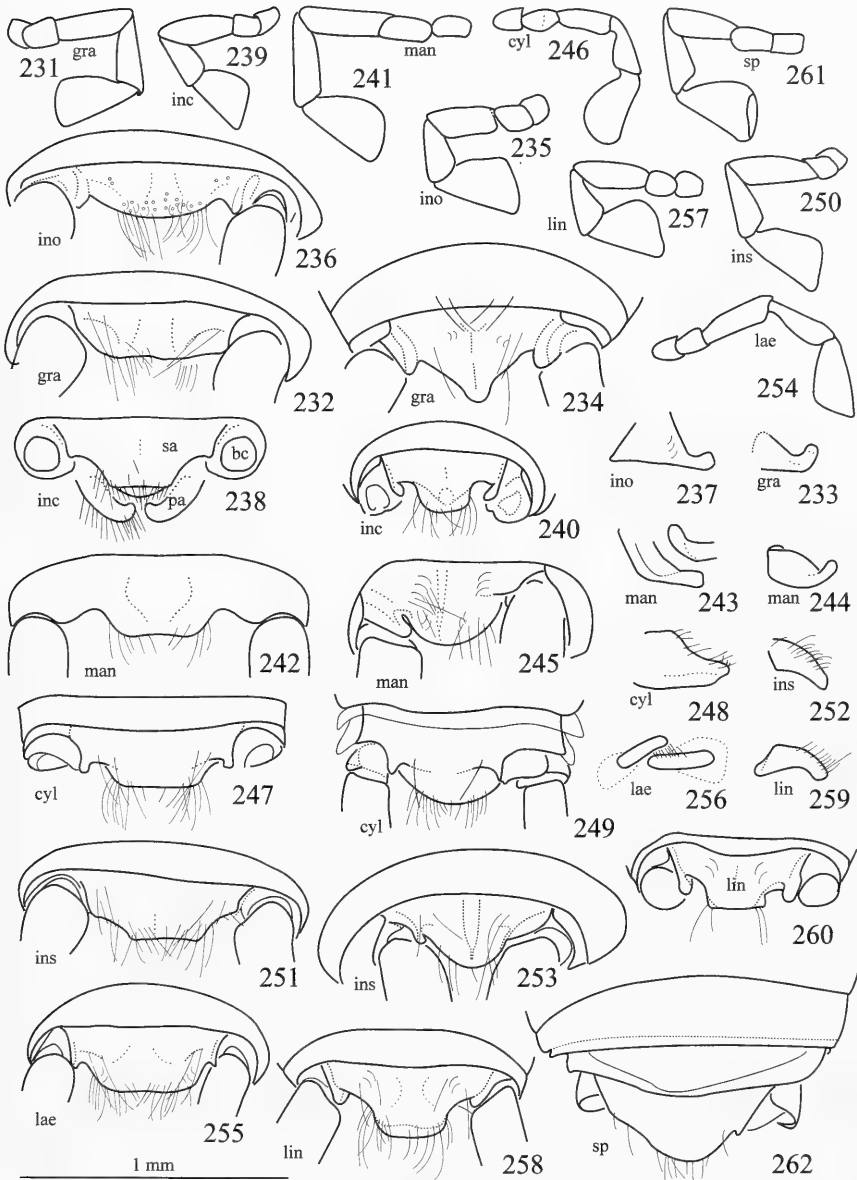 231 gra
239 inc
241 man
cyl 246
261 sp
235 ino
257 lin
250 ins
ino 236
gra 232
gra 234
lae 254
inc 238 sa bc pa
inc 240
ino 237
gra 233
man 242
man 245
man 243
man 244
cyl 248
ins 252
cyl 247
cyl 249
lae 256
lin 259
ins 251
ins 253
lin 260
lae 255
lin 258
sp 262
1 mm